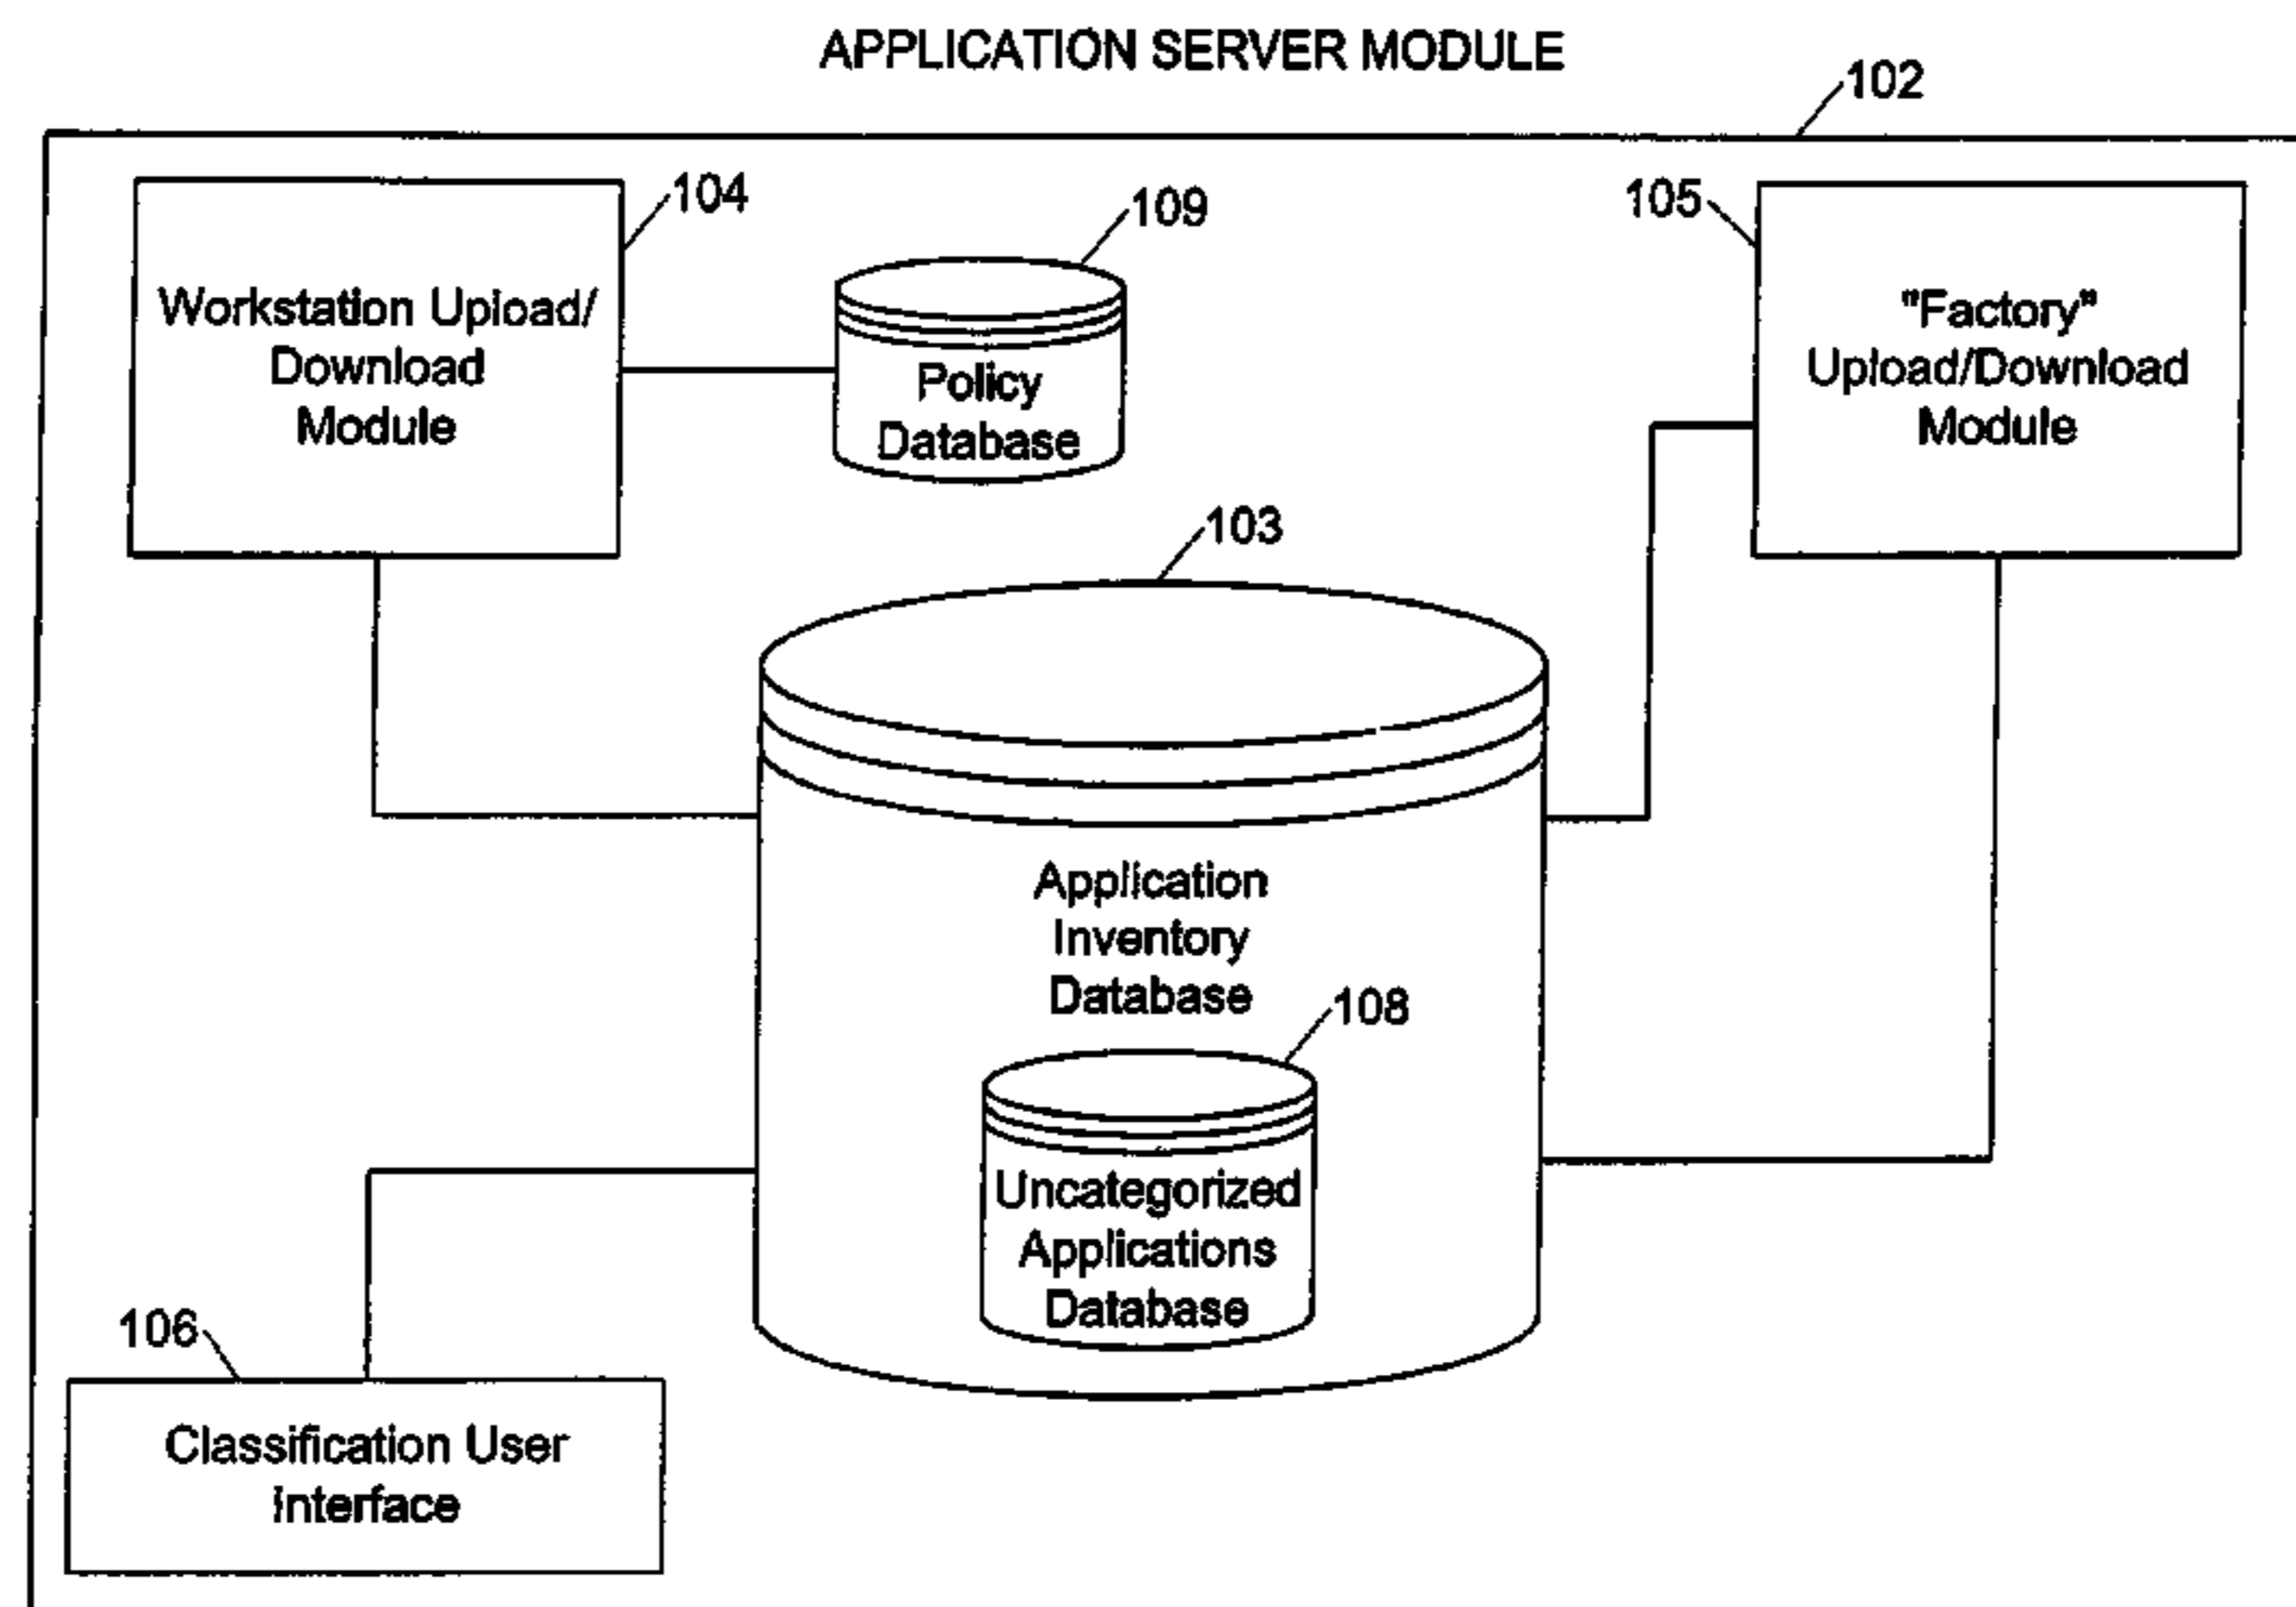 APPLICATION SERVER MODULE
102
104
Workstation Upload/
Download
Module
109
Policy
Database
105
"Factory"
Upload/Download
Module
103
Application
Inventory
Database
108
Uncategorized
Applications
Database
106
Classification User
Interface